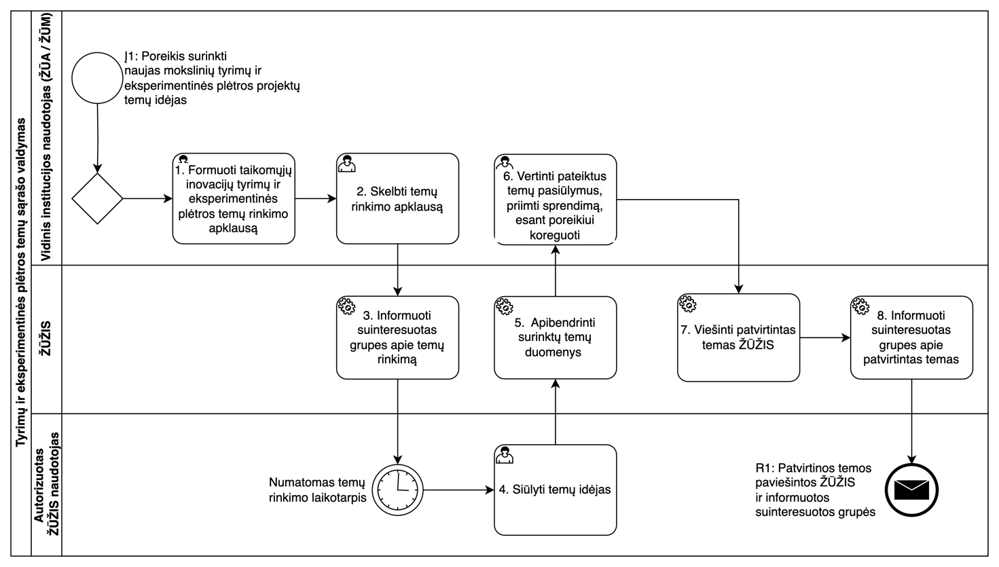 Tyrimų ir eksperimentinės plėtros temų sąrašo valdymas
Vidinis institucijos naudotojas (ŽŪA / ŽŪM)
Į1: Poreikis surinkti
naujas mokslinių tyrimų ir
eksperimentinės plėtros projektų
temų idėjas
1. Formuoti taikomųjų
inovacijų tyrimų ir
eksperimentinės
plėtros temų rinkimo
apklausą
2. Skelbti temų
rinkimo apklausą
6. Vertinti pateiktus
temų pasiūlymus,
priimti sprendimą,
esant poreikiui
koreguoti
ŽŪŽIS
3. Informuoti
suinteresuotas
grupes apie temų
rinkimą
5. Apibendrinti
surinktų temų
duomenys
7. Viešinti patvirtintas
temas ŽŪŽIS
8. Informuoti
suinteresuotas
grupes apie
patvirtintas temas
Autorizuotas
ŽŪŽIS naudotojas
Numatomas temų
rinkimo laikotarpis
4. Siūlyti temų idėjas
R1: Patvirtinos temos
paviešintos ŽŪŽIS
ir informuotos
suinteresuotos grupės